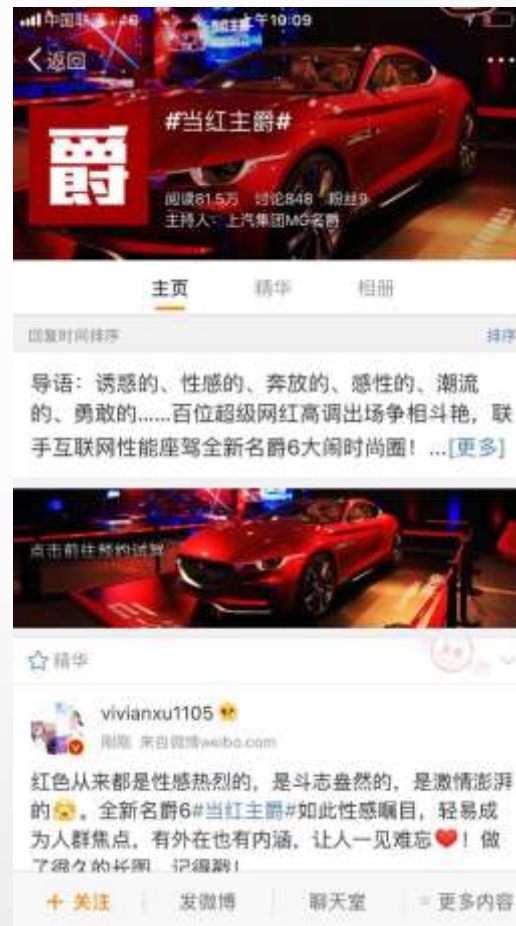 中国联通 4G 上午10:09
返回
#当红主爵#
爵
阅读81.5万 讨论848 粉丝9
主持人：上汽集团MG名爵
主页 精华 相册
回复时间排序 排序
导语：诱惑的、性感的、奔放的、感性的、潮流
的、勇敢的......百位超级网红高调出场争相斗艳，联
手互联网性能座驾全新名爵6大闹时尚圈！...[更多]
点击前往预约试驾
精华
vivianxu1105
刚刚 来自微博weibo.com
红色从来都是性感热烈的，是斗志盎然的，是激情澎湃
的。全新名爵6#当红主爵#如此性感瞩目，轻易成
为人群焦点，有外在也有内涵，让人一见难忘❤！做
了很久的长图，记得戳！
+ 关注 发微博 聊天室 更多内容